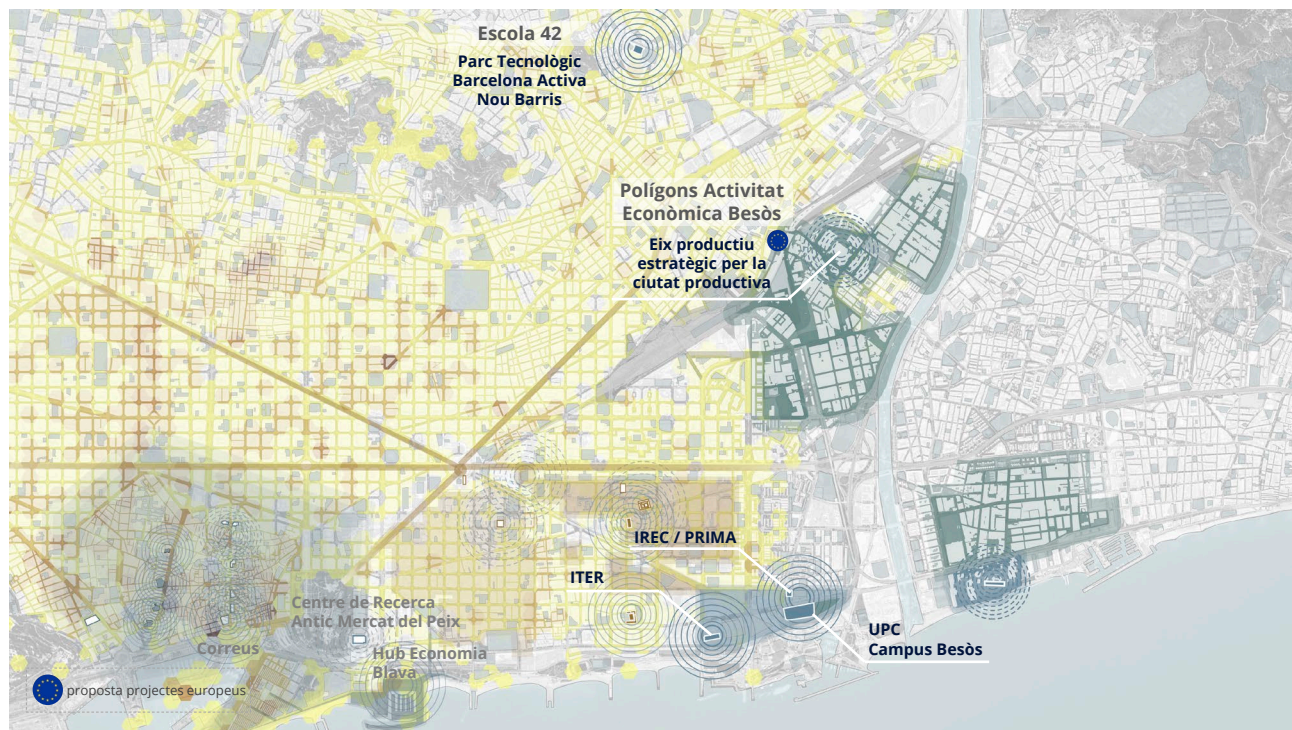 Escola 42
Parc Tecnològic
Barcelona Activa
Nou Barris
Polígons Activitat
Econòmica Besòs
Eix productiu
estratègic per la
ciutat productiva
IREC / PRIMA
ITER
Centre de Recerca
Antic Mercat del Peix
UPC
Campus Besòs
Correus
Hub Economia
Blava
proposta projectes europeus